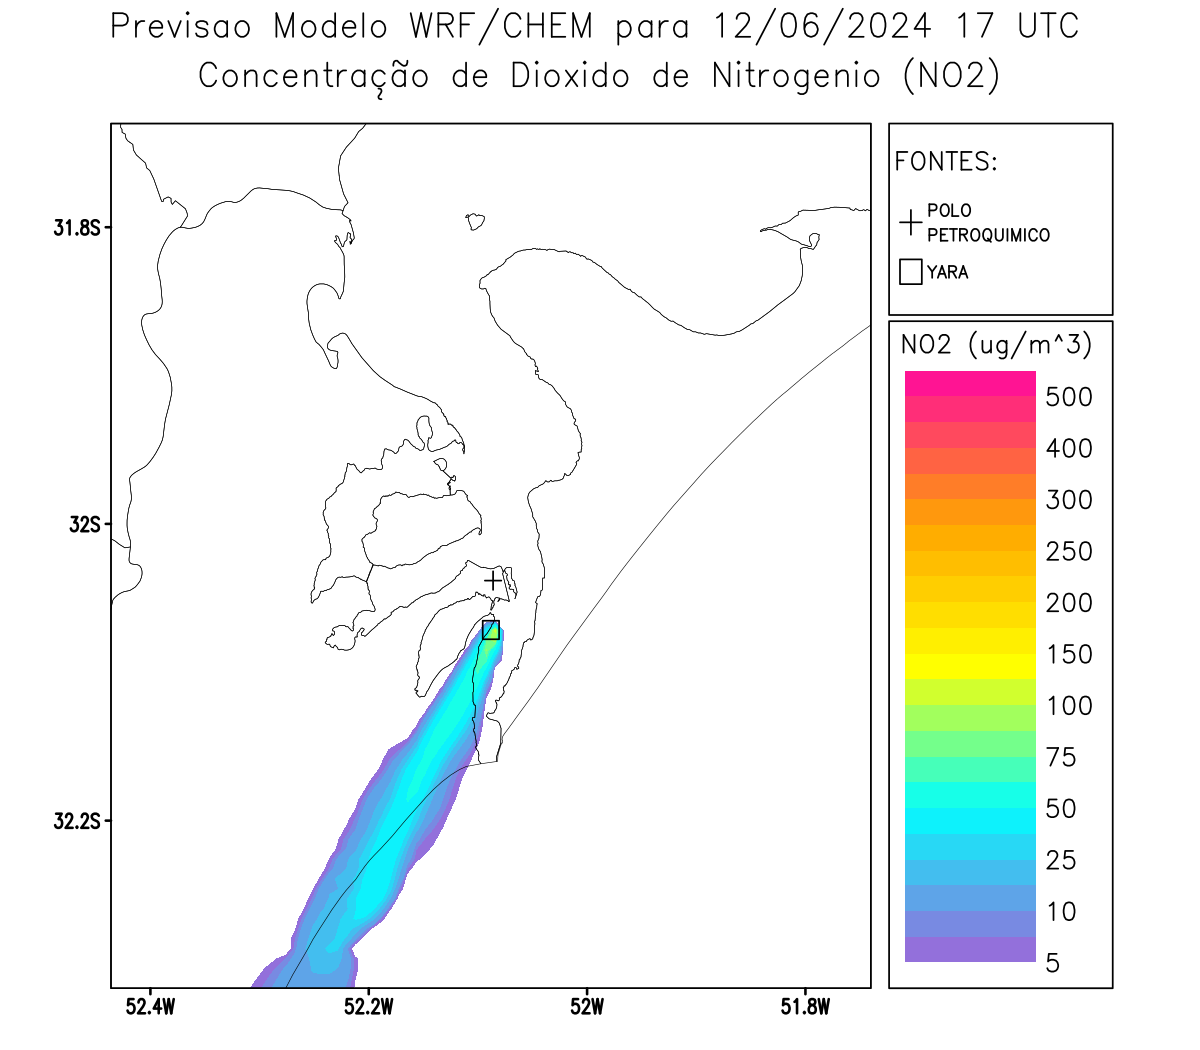 Previsao Modelo WRF/CHEM para 12/06/2024 17 UTC
Concentração de Dioxido de Nitrogenio (NO2)
FONTES:
POLO
PETROQUIMICO
YARA
NO2 (ug/m^3)
500
400
300
250
200
150
100
75
50
25
10
5
31.8S
32S
32.2S
52.4W
52.2W
52W
51.8W